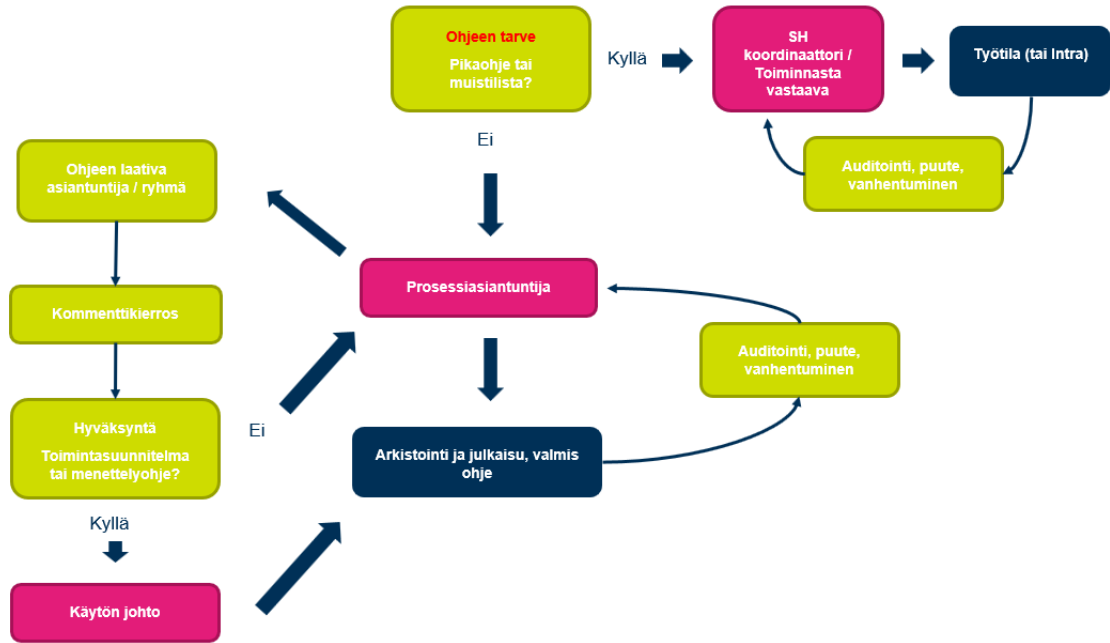 Ohjeen tarve
Pikaohje tai
muistilista?
Kyllä
SH
koordinaattori /
Toiminnasta
vastaava
Työtila (tai Intra)
Auditointi, puute,
vanhentuminen
Ei
Ohjeen laativa
asiantuntija / ryhmä
Kommenttikierros
Hyväksyntä
Toimintasuunnitelma
tai menettelyohje?
Ei
Kyllä
Käytön johto
Prosessiasiantuntija
Auditointi, puute,
vanhentuminen
Arkistointi ja julkaisu, valmis
ohje